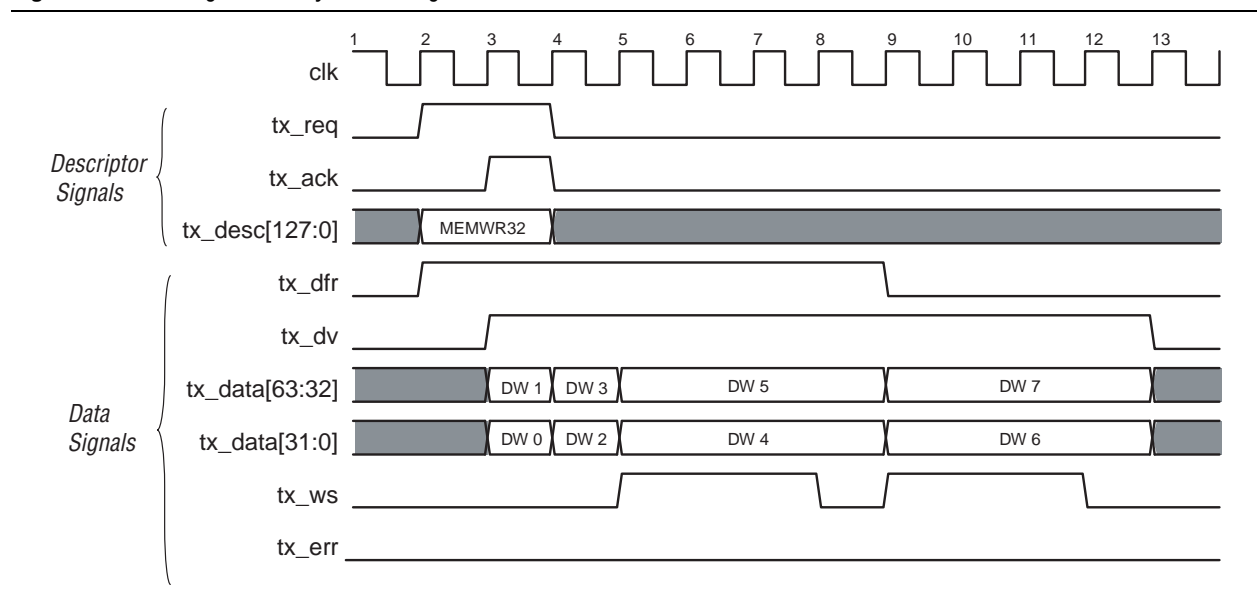 1 2 3 4 5 6 7 8 9 10 11 12 13
clk
tx_req
Descriptor
Signals
tx_ack
tx_desc[127:0] MEMWR32
tx_dfr
tx_dv
tx_data[63:32] DW 1 DW 3 DW 5 DW 7
Data
Signals
tx_data[31:0] DW 0 DW 2 DW 4 DW 6
tx_ws
tx_err